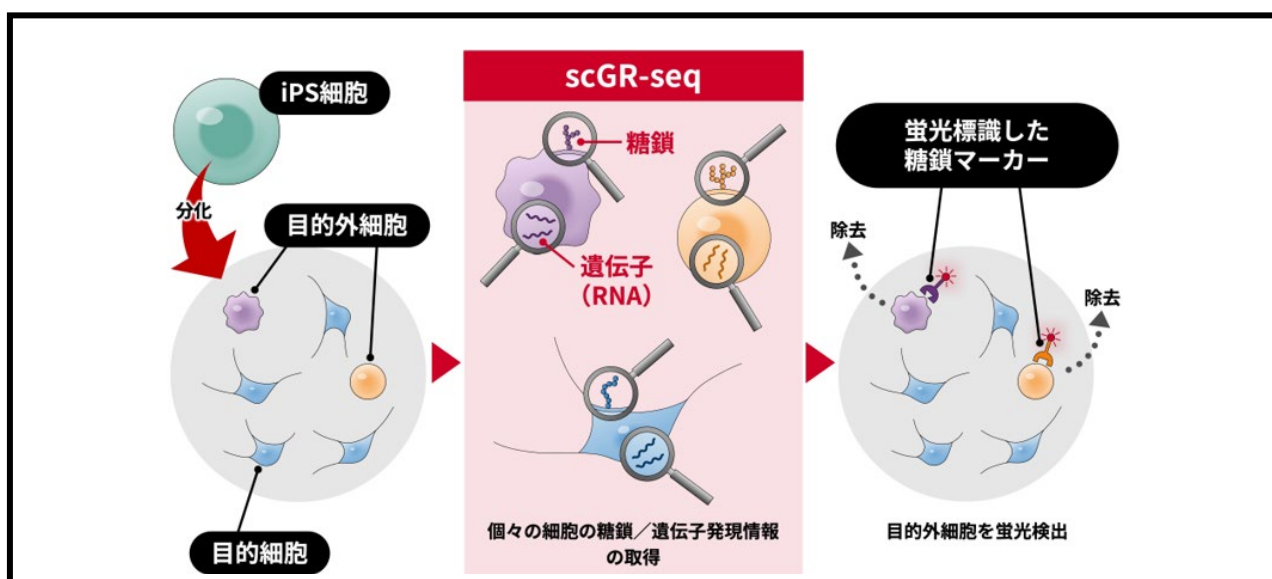 iPS細胞
分化
目的外細胞
目的細胞
scGR-seq
糖鎖
遺伝子
（RNA）
個々の細胞の糖鎖／遺伝子発現情報
の取得
蛍光標識した
糖鎖マーカー
除去
除去
目的外細胞を蛍光検出